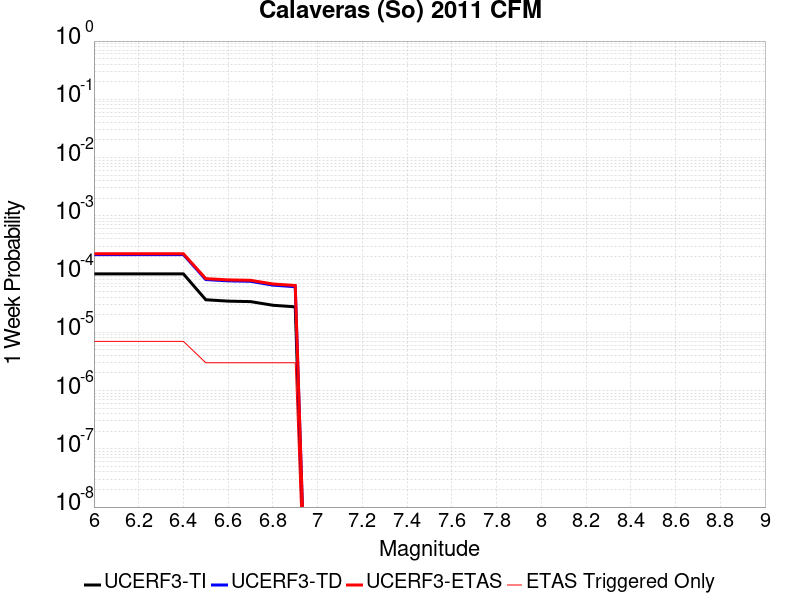 Calaveras (So) 2011 CFM
10^0
10^-1
10^-2
10^-3
10^-4
10^-5
10^-6
10^-7
10^-8
1 Week Probability
6 6.2 6.4 6.6 6.8 7 7.2 7.4 7.6 7.8 8 8.2 8.4 8.6 8.8 9
Magnitude
UCERF3-TI UCERF3-TD UCERF3-ETAS ETAS Triggered Only